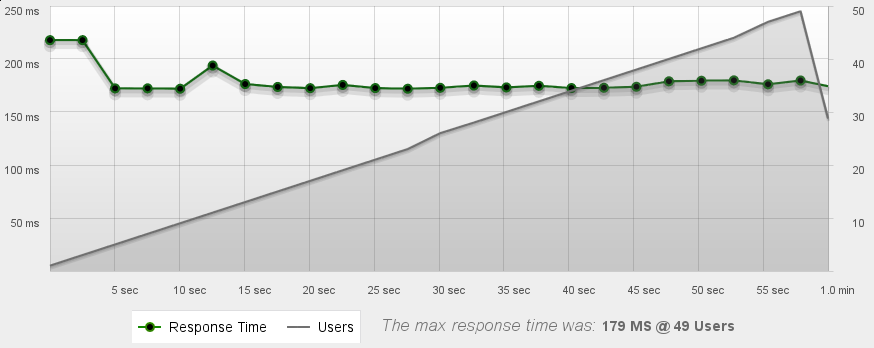 250 ms
200 ms
150 ms
100 ms
50 ms
50
40
30
20
10
5 sec 10 sec 15 sec 20 sec 25 sec 30 sec 35 sec 40 sec 45 sec 50 sec 55 sec 1.0 min
Response Time Users The max response time was: 179 MS @ 49 Users